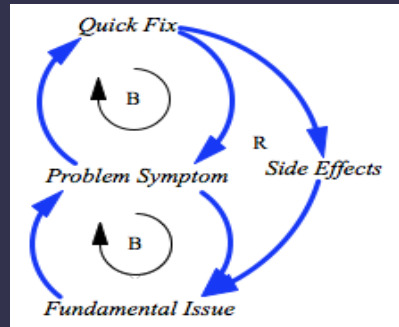 Quick Fix
B
R
Side Effects
Problem Symptom
B
Fundamental Issue